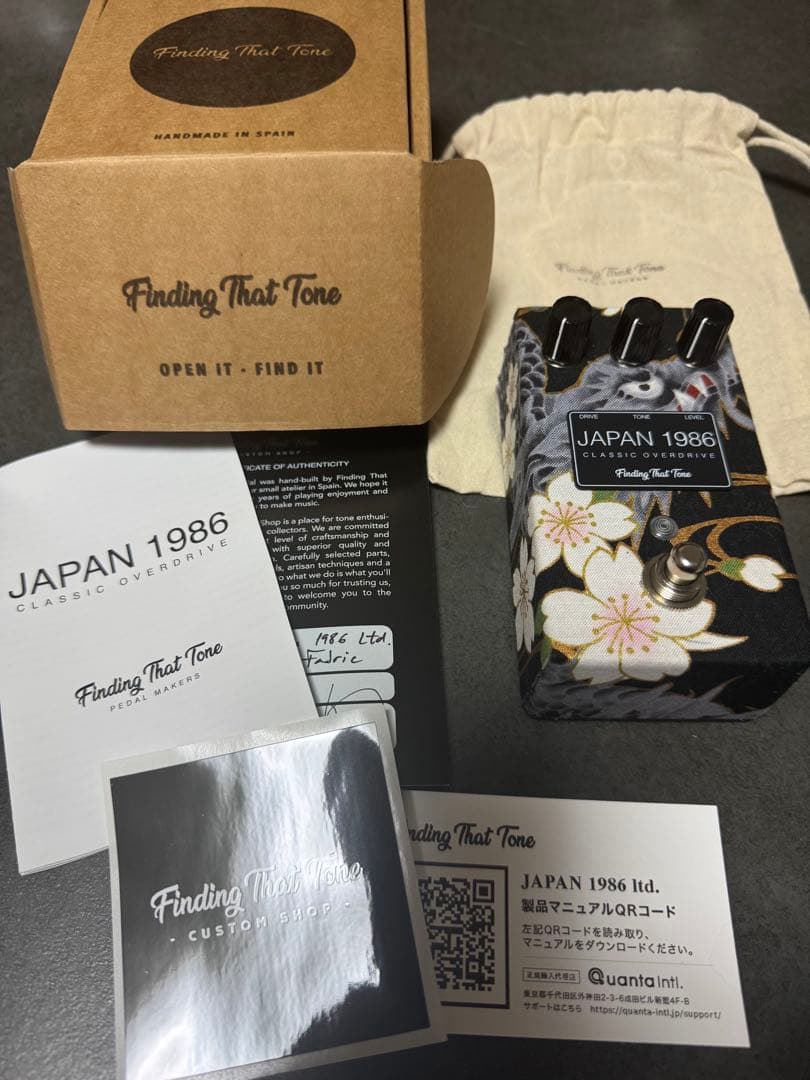 Finding That Tone
HANDMADE IN SPAIN
Finding That Tone
OPEN IT - FIND IT
Finding That Tone
DRIVE TONE LEVEL
JAPAN 1986
CLASSIC OVERDRIVE
Finding That Tone
JAPAN 1986
CLASSIC OVERDRIVE
Finding That Tone
PEDAL MAKERS
CATE OF AUTHENTICITY
al was hand-built by Finding That
r small atelier in Spain. We hope it
years of playing enjoyment and
to make music.
Shop is a place for tone enthusi-
collectors. We are committed
level of craftsmanship and
with superior quality and
Carefully selected parts,
ls, artisan techniques and a
o what we do is what you'll
u so much for trusting us,
to welcome you to the
mmunity.
1986 Ltd.
Fabric
Finding That Tone
- CUSTOM SHOP -
nding That Tone
JAPAN 1986 ltd.
製品マニュアルQRコード
左記QRコードを読み取り、
マニュアルをダウンロードください。
正規輸入代理店 Quanta Intl.
東京都千代田区外神田2-3-6成田ビル新館4F-B
サポートはこちら https://quanta-intl.jp/support/